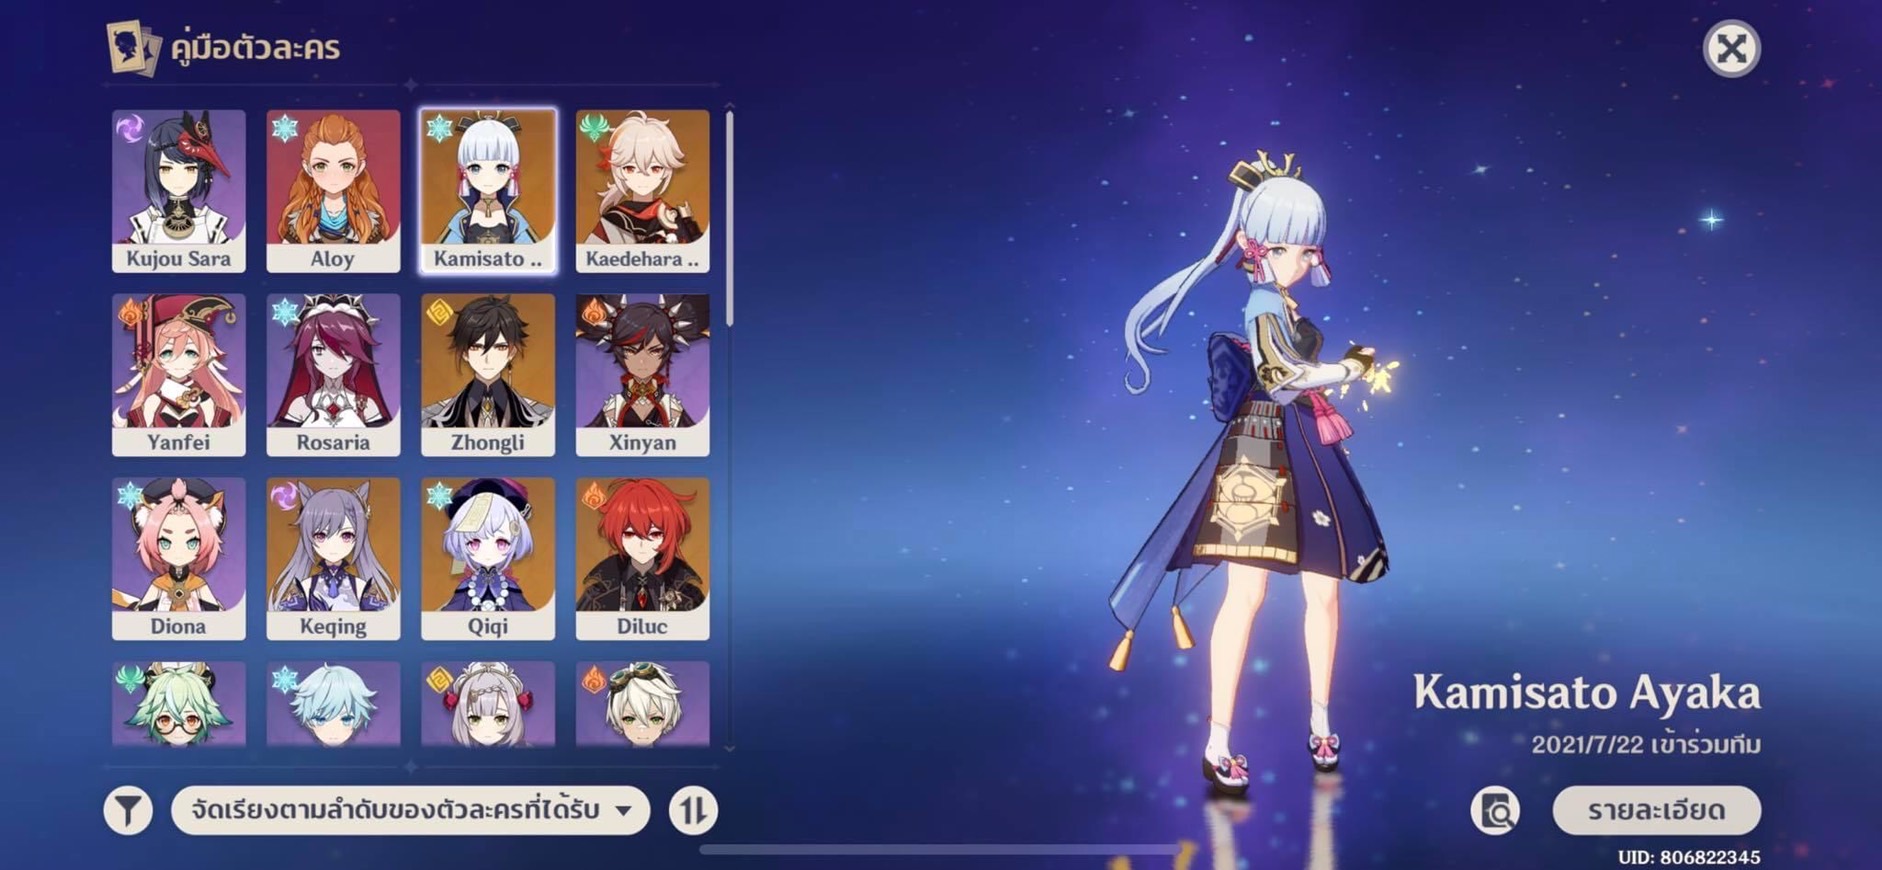 คู่มือตัวละคร
Kujou Sara
Aloy
Kamisato ..
Kaedehara ..
Yanfei
Rosaria
Zhongli
Xinyan
Diona
Keqing
Qiqi
Diluc
Kamisato Ayaka
2021/7/22 เข้าร่วมทีม
จัดเรียงตามลำดับของตัวละครที่ได้รับ
รายละเอียด
UID: 806822345